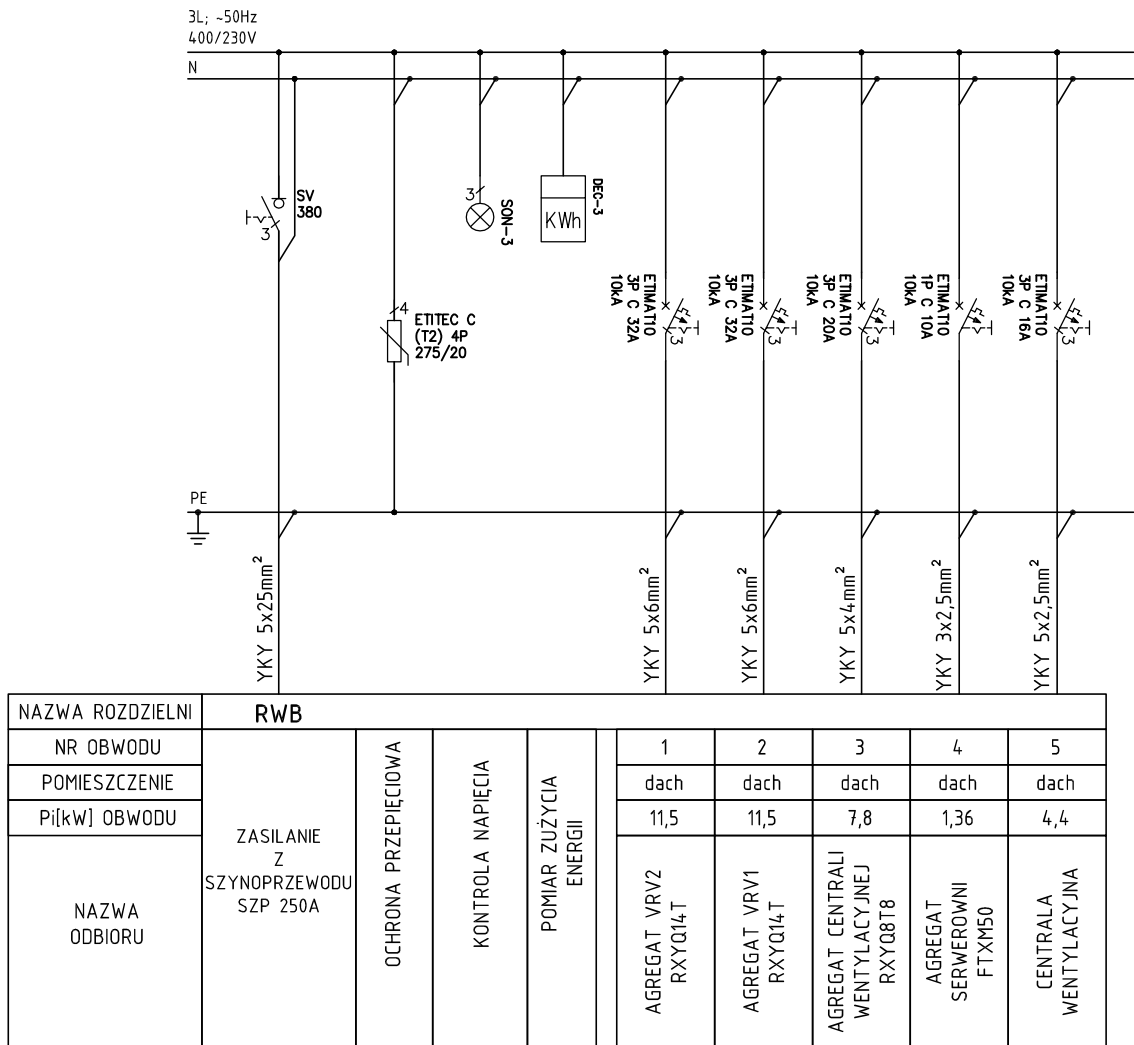 3L; ~50Hz
400/230V
N
SV
380
3
4
ETITEC C
(T2) 4P
275/20
3
SON-3
KWh
DEC-3
ETIMAT10
3P C 32A
10kA
3
ETIMAT10
3P C 32A
10kA
3
ETIMAT10
3P C 20A
10kA
3
ETIMAT10
1P C 10A
10kA
ETIMAT10
3P C 16A
10kA
3
PE
YKY 5x25mm²
YKY 5x6mm²
YKY 5x6mm²
YKY 5x4mm²
YKY 3x2,5mm²
YKY 5x2,5mm²
NAZWA ROZDZIELNI
RWB
NR OBWODU
1
2
3
4
5
POMIESZCZENIE
dach
dach
dach
dach
dach
Pi[kW] OBWODU
11,5
11,5
7,8
1,36
4,4
NAZWA
ODBIORU
ZASILANIE
Z
SZYNOPRZEWODU
SZP 250A
OCHRONA PRZEPIĘCIOWA
KONTROLA NAPIĘCIA
POMIAR ZUŻYCIA
ENERGII
AGREGAT VRV2
RXYQ14T
AGREGAT VRV1
RXYQ14T
AGREGAT CENTRALI
WENTYLACYJNEJ
RXYQ8T8
AGREGAT
SERWEROWNI
FTXM50
CENTRALA
WENTYLACYJNA